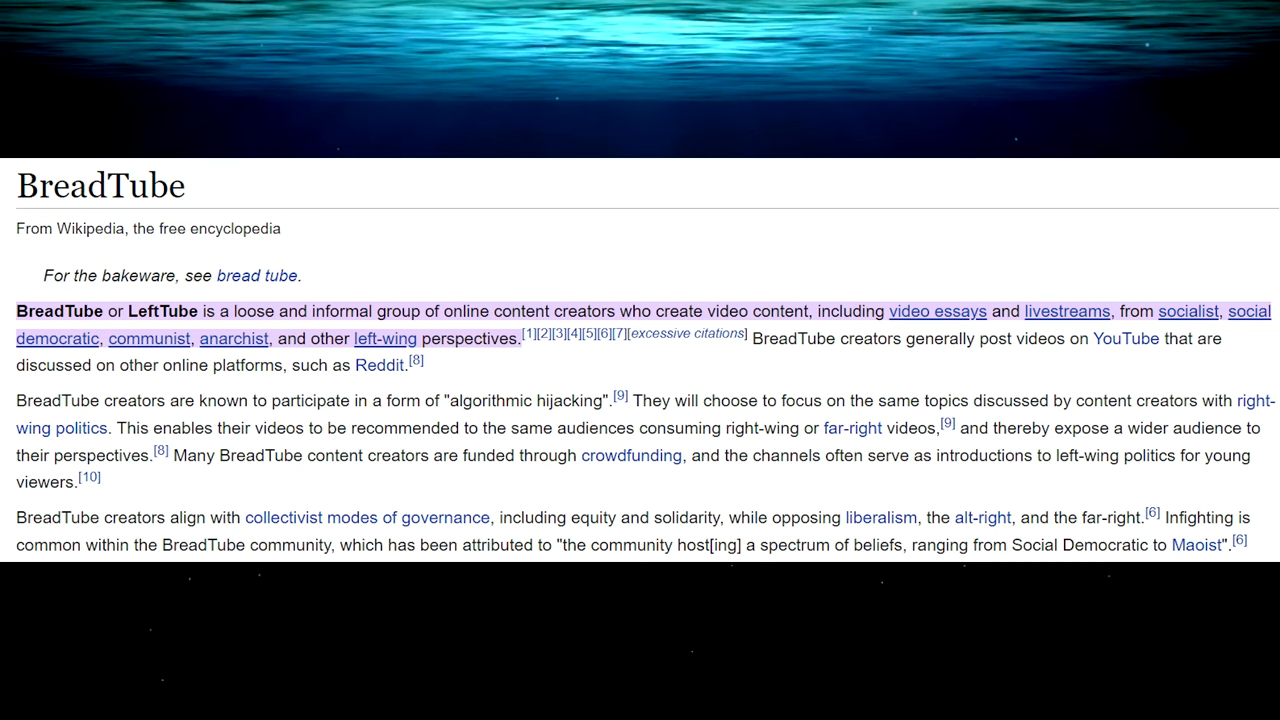 BreadTube
From Wikipedia, the free encyclopedia
For the bakeware, see bread tube.
BreadTube or LeftTube is a loose and informal group of online content creators who create video content, including video essays and livestreams, from socialist, social
democratic, communist, anarchist, and other left-wing perspectives.[1][2][3][4][5][6][7][excessive citations] BreadTube creators generally post videos on YouTube that are
discussed on other online platforms, such as Reddit.[8]
BreadTube creators are known to participate in a form of "algorithmic hijacking".[9] They will choose to focus on the same topics discussed by content creators with right-
wing politics. This enables their videos to be recommended to the same audiences consuming right-wing or far-right videos,[9] and thereby expose a wider audience to
their perspectives.[8] Many BreadTube content creators are funded through crowdfunding, and the channels often serve as introductions to left-wing politics for young
viewers.[10]
BreadTube creators align with collectivist modes of governance, including equity and solidarity, while opposing liberalism, the alt-right, and the far-right.[6] Infighting is
common within the BreadTube community, which has been attributed to "the community host[ing] a spectrum of beliefs, ranging from Social Democratic to Maoist".[6]